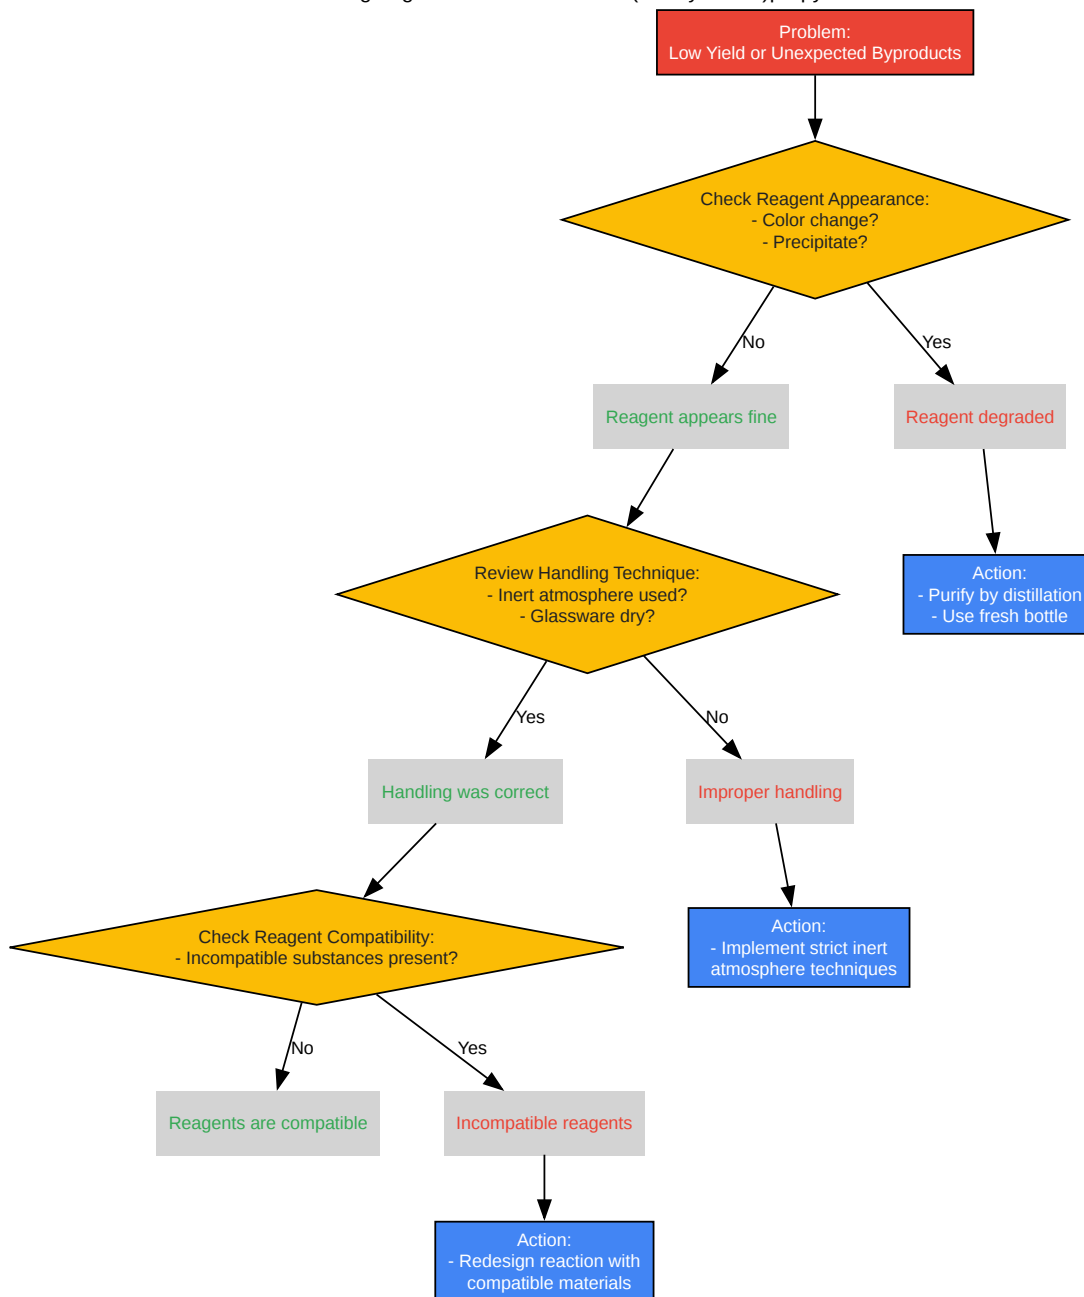 Problem:
Low Yield or Unexpected Byproducts
Check Reagent Appearance:
- Color change?
- Precipitate?
No
Yes
Reagent appears fine
Reagent degraded
Review Handling Technique:
- Inert atmosphere used?
- Glassware dry?
Action:
- Purify by distillation
- Use fresh bottle
Yes
No
Handling was correct
Improper handling
Check Reagent Compatibility:
- Incompatible substances present?
Action:
- Implement strict inert
atmosphere techniques
No
Yes
Reagents are compatible
Incompatible reagents
Action:
- Redesign reaction with
compatible materials